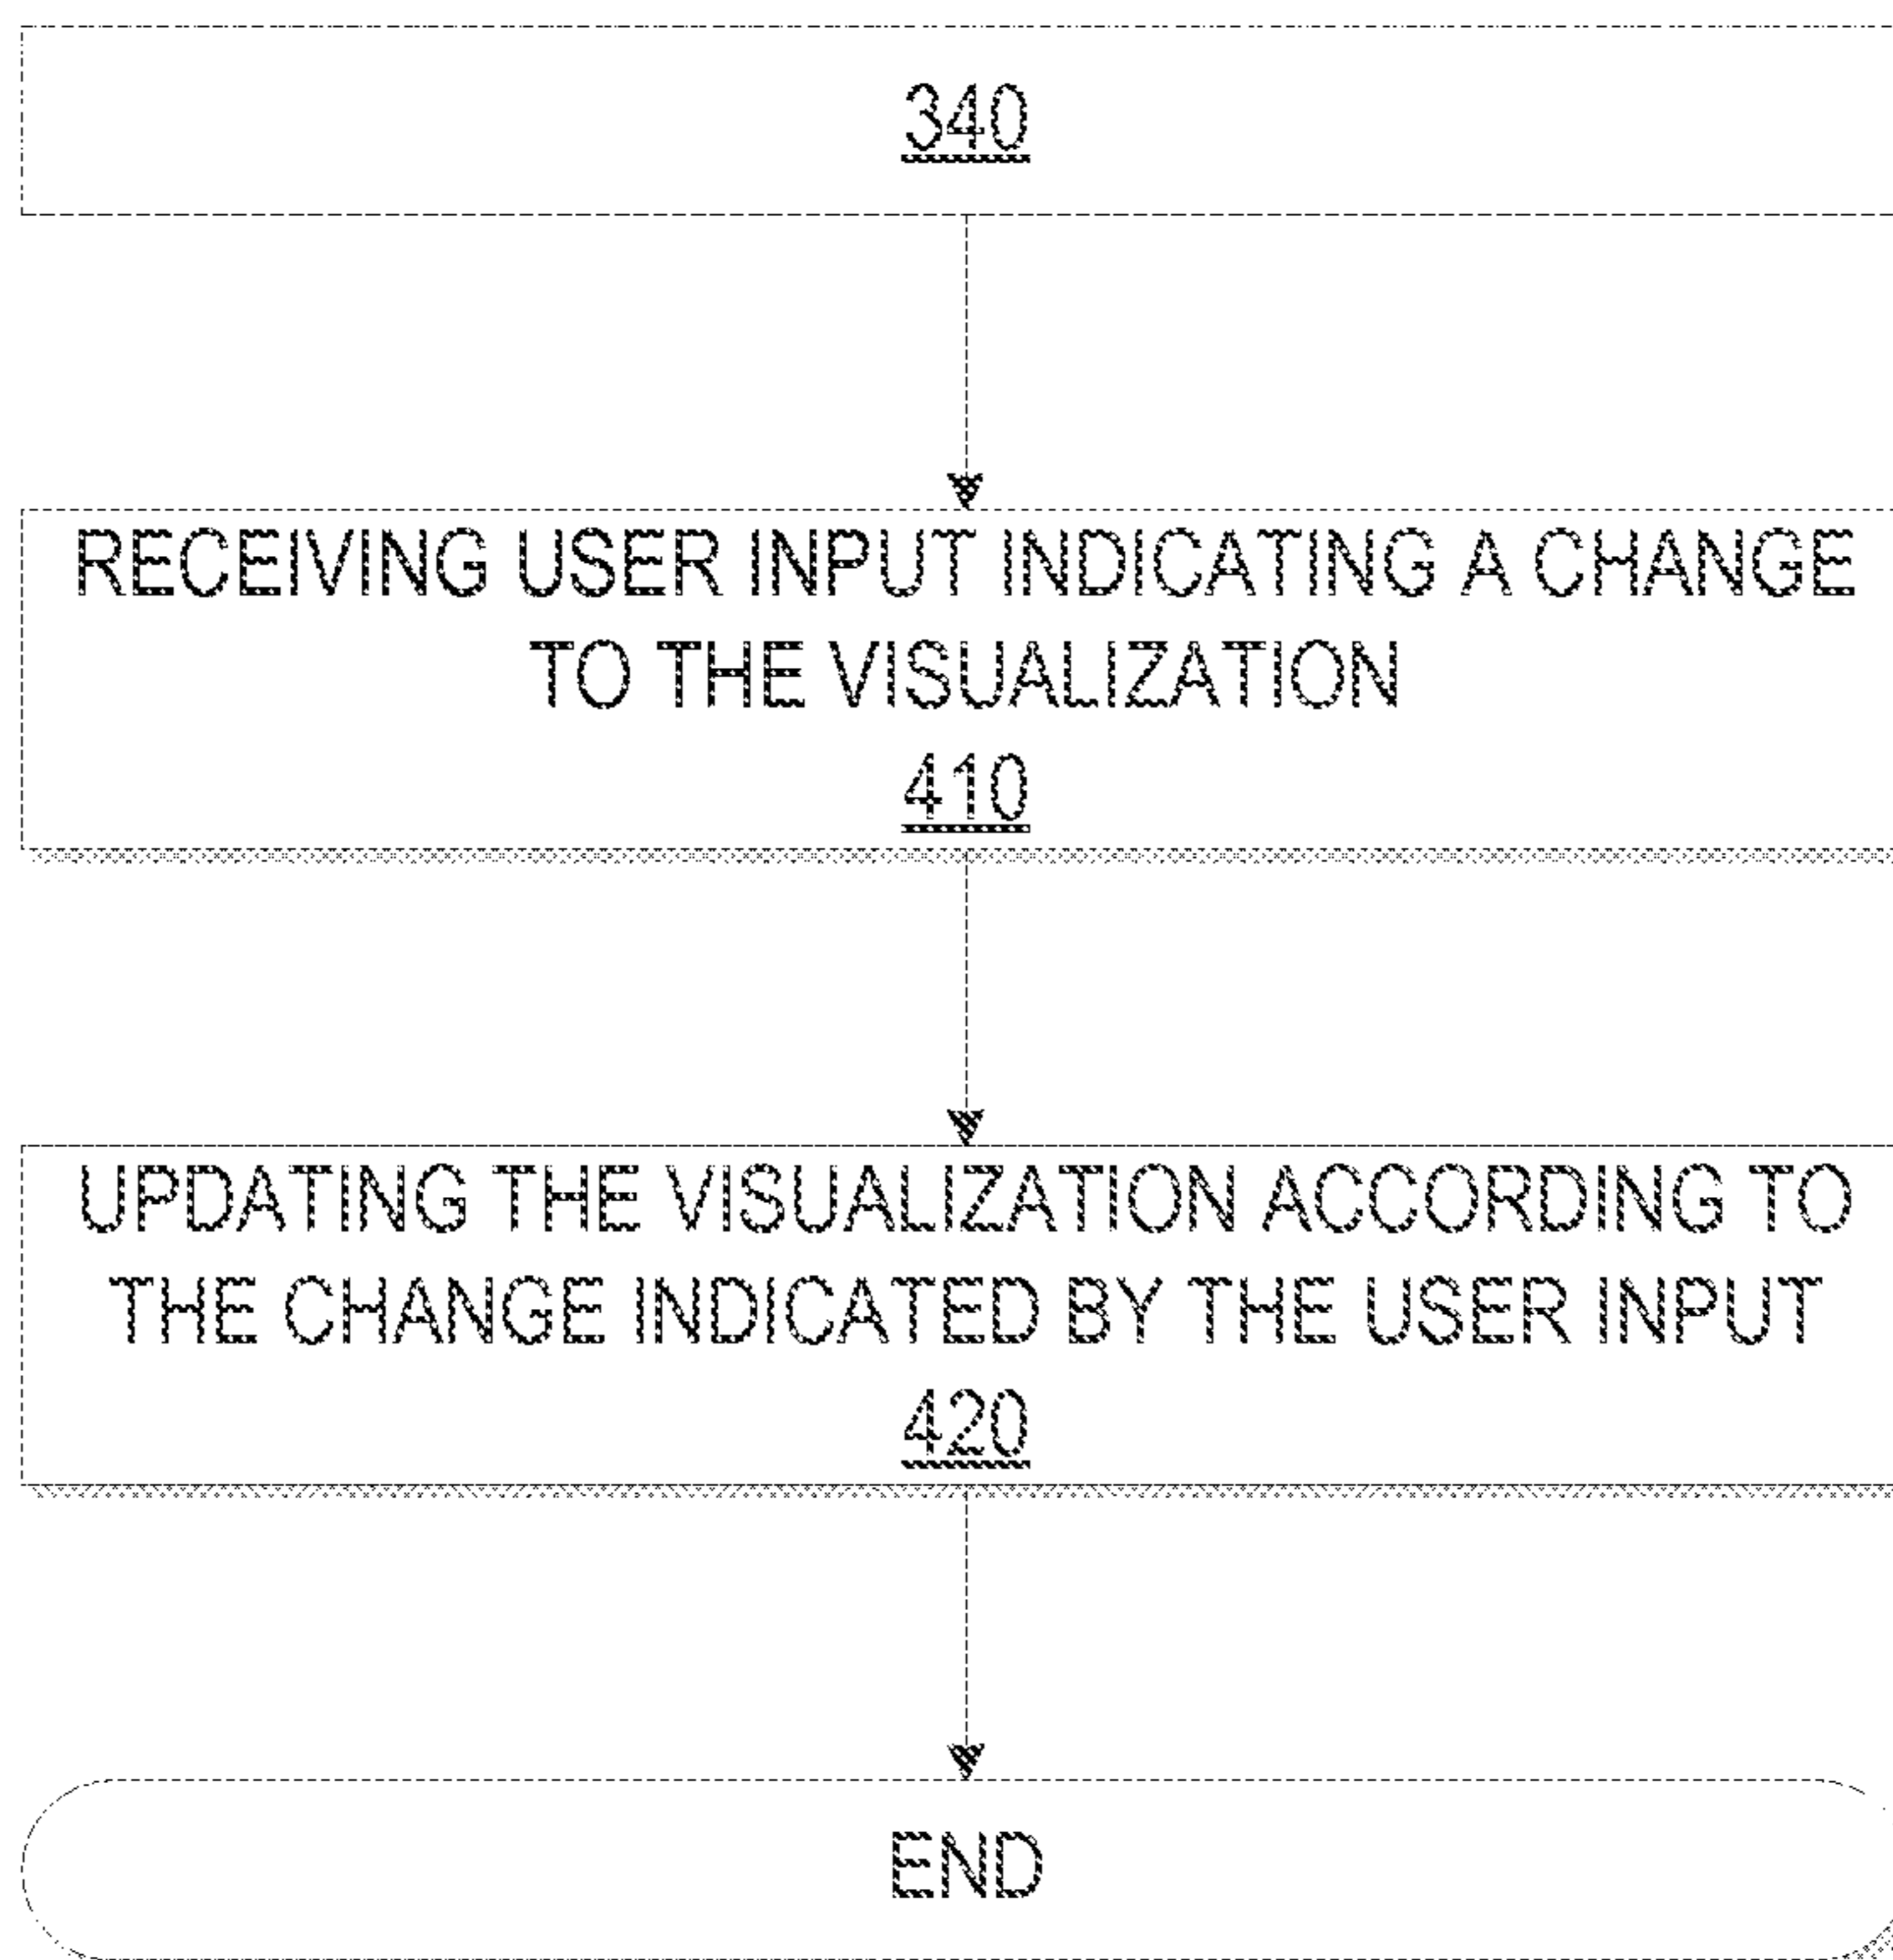 340
RECEIVING USER INPUT INDICATING A CHANGE
TO THE VISUALIZATION
410
UPDATING THE VISUALIZATION ACCORDING TO
THE CHANGE INDICATED BY THE USER INPUT
420
END